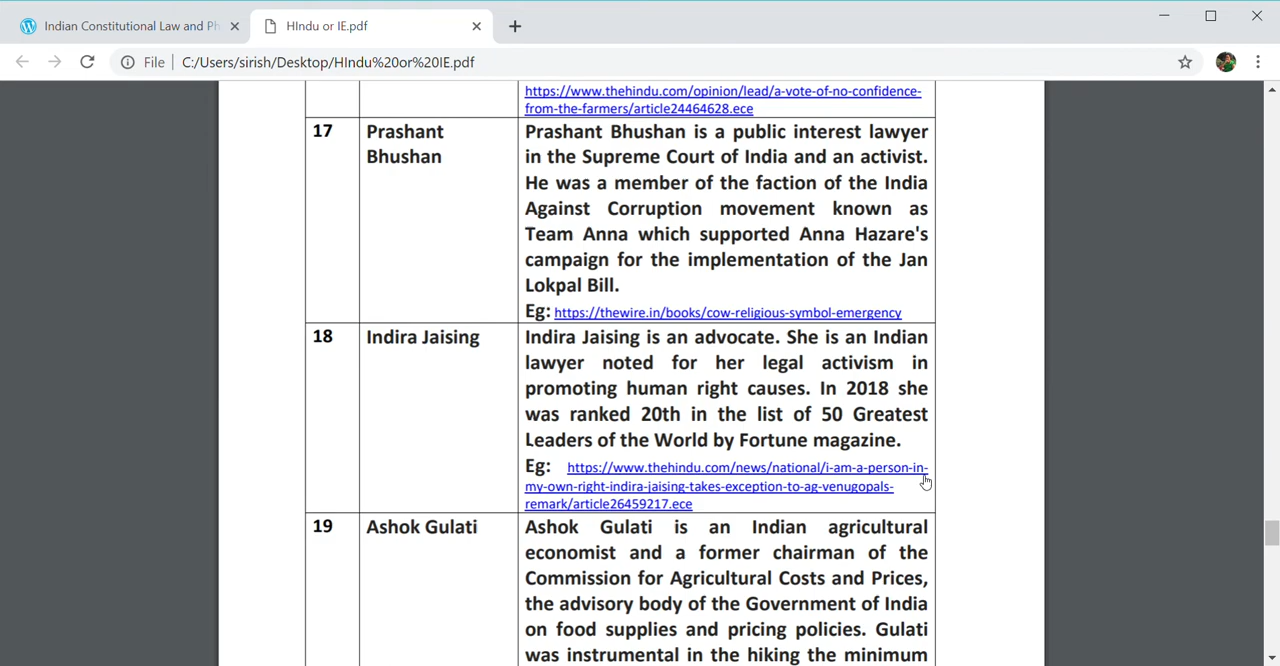 Indian Constitutional Law and Ph
HIndu or IE.pdf
File
C:/Users/sirish/Desktop/HIndu%20or%20IE.pdf
https://www.thehindu.com/opinion/lead/a-vote-of-no-confidence-
from-the-farmers/article24464628.ece
17
Prashant
Bhushan
Prashant Bhushan is a public interest lawyer
in the Supreme Court of India and an activist.
He was a member of the faction of the India
Against Corruption movement known as
Team Anna which supported Anna Hazare's
campaign for the implementation of the Jan
Lokpal Bill.
Eg: https://thewire.in/books/cow-religious-symbol-emergency
18
Indira Jaising
Indira Jaising is an advocate. She is an Indian
lawyer noted for her legal activism in
promoting human right causes. In 2018 she
was ranked 20th in the list of 50 Greatest
Leaders of the World by Fortune magazine.
Eg: https://www.thehindu.com/news/national/i-am-a-person-in-
my-own-right-indira-jaising-takes-exception-to-ag-venugopals-
remark/article26459217.ece
19
Ashok Gulati
Ashok Gulati is an Indian agricultural
economist and a former chairman of the
Commission for Agricultural Costs and Prices,
the advisory body of the Government of India
on food supplies and pricing policies. Gulati
was instrumental in the hiking the minimum